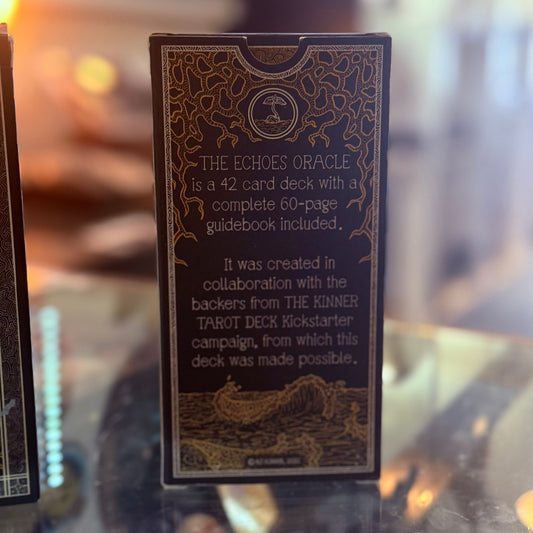 THE ECHOES ORACLE
is a 42 card deck with a
complete 60-page
guidebook included.
It was created in
collaboration with the
backers from THE KINNER
TAROT DECK Kickstarter
campaign, from which this
deck was made possible.